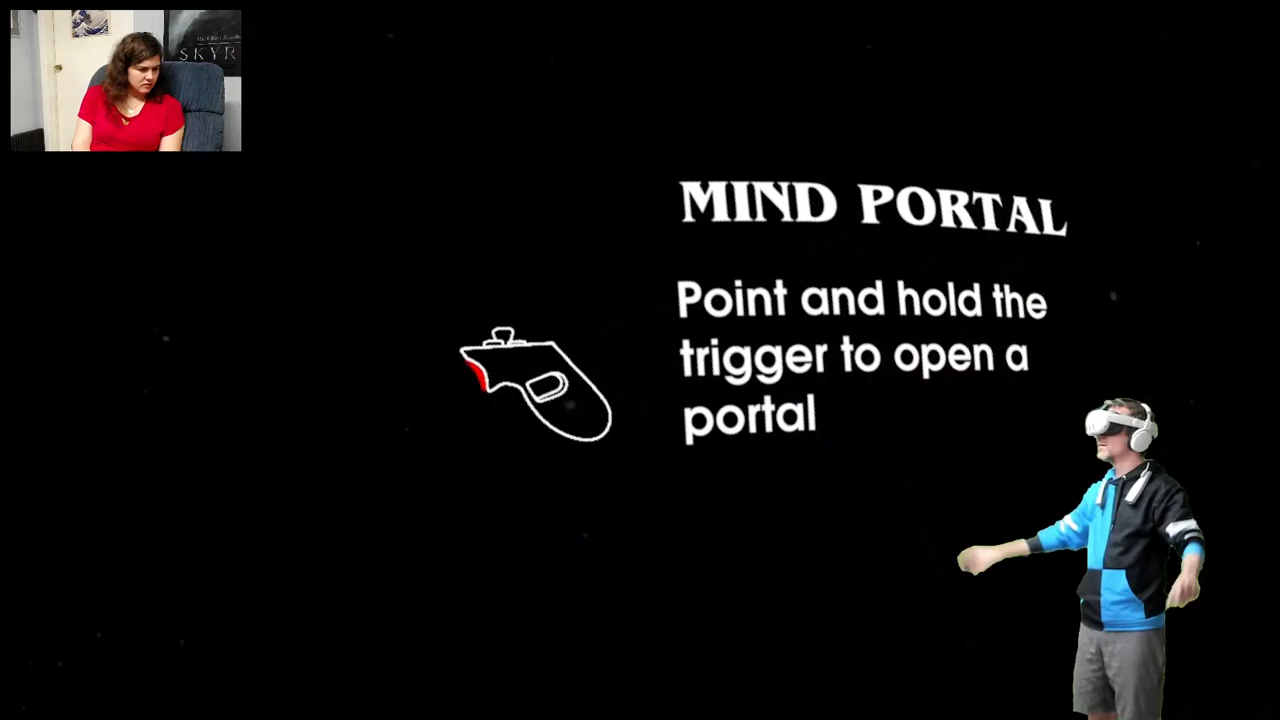 SKYR
MIND PORTAL
Point and hold the
trigger to open a
portal